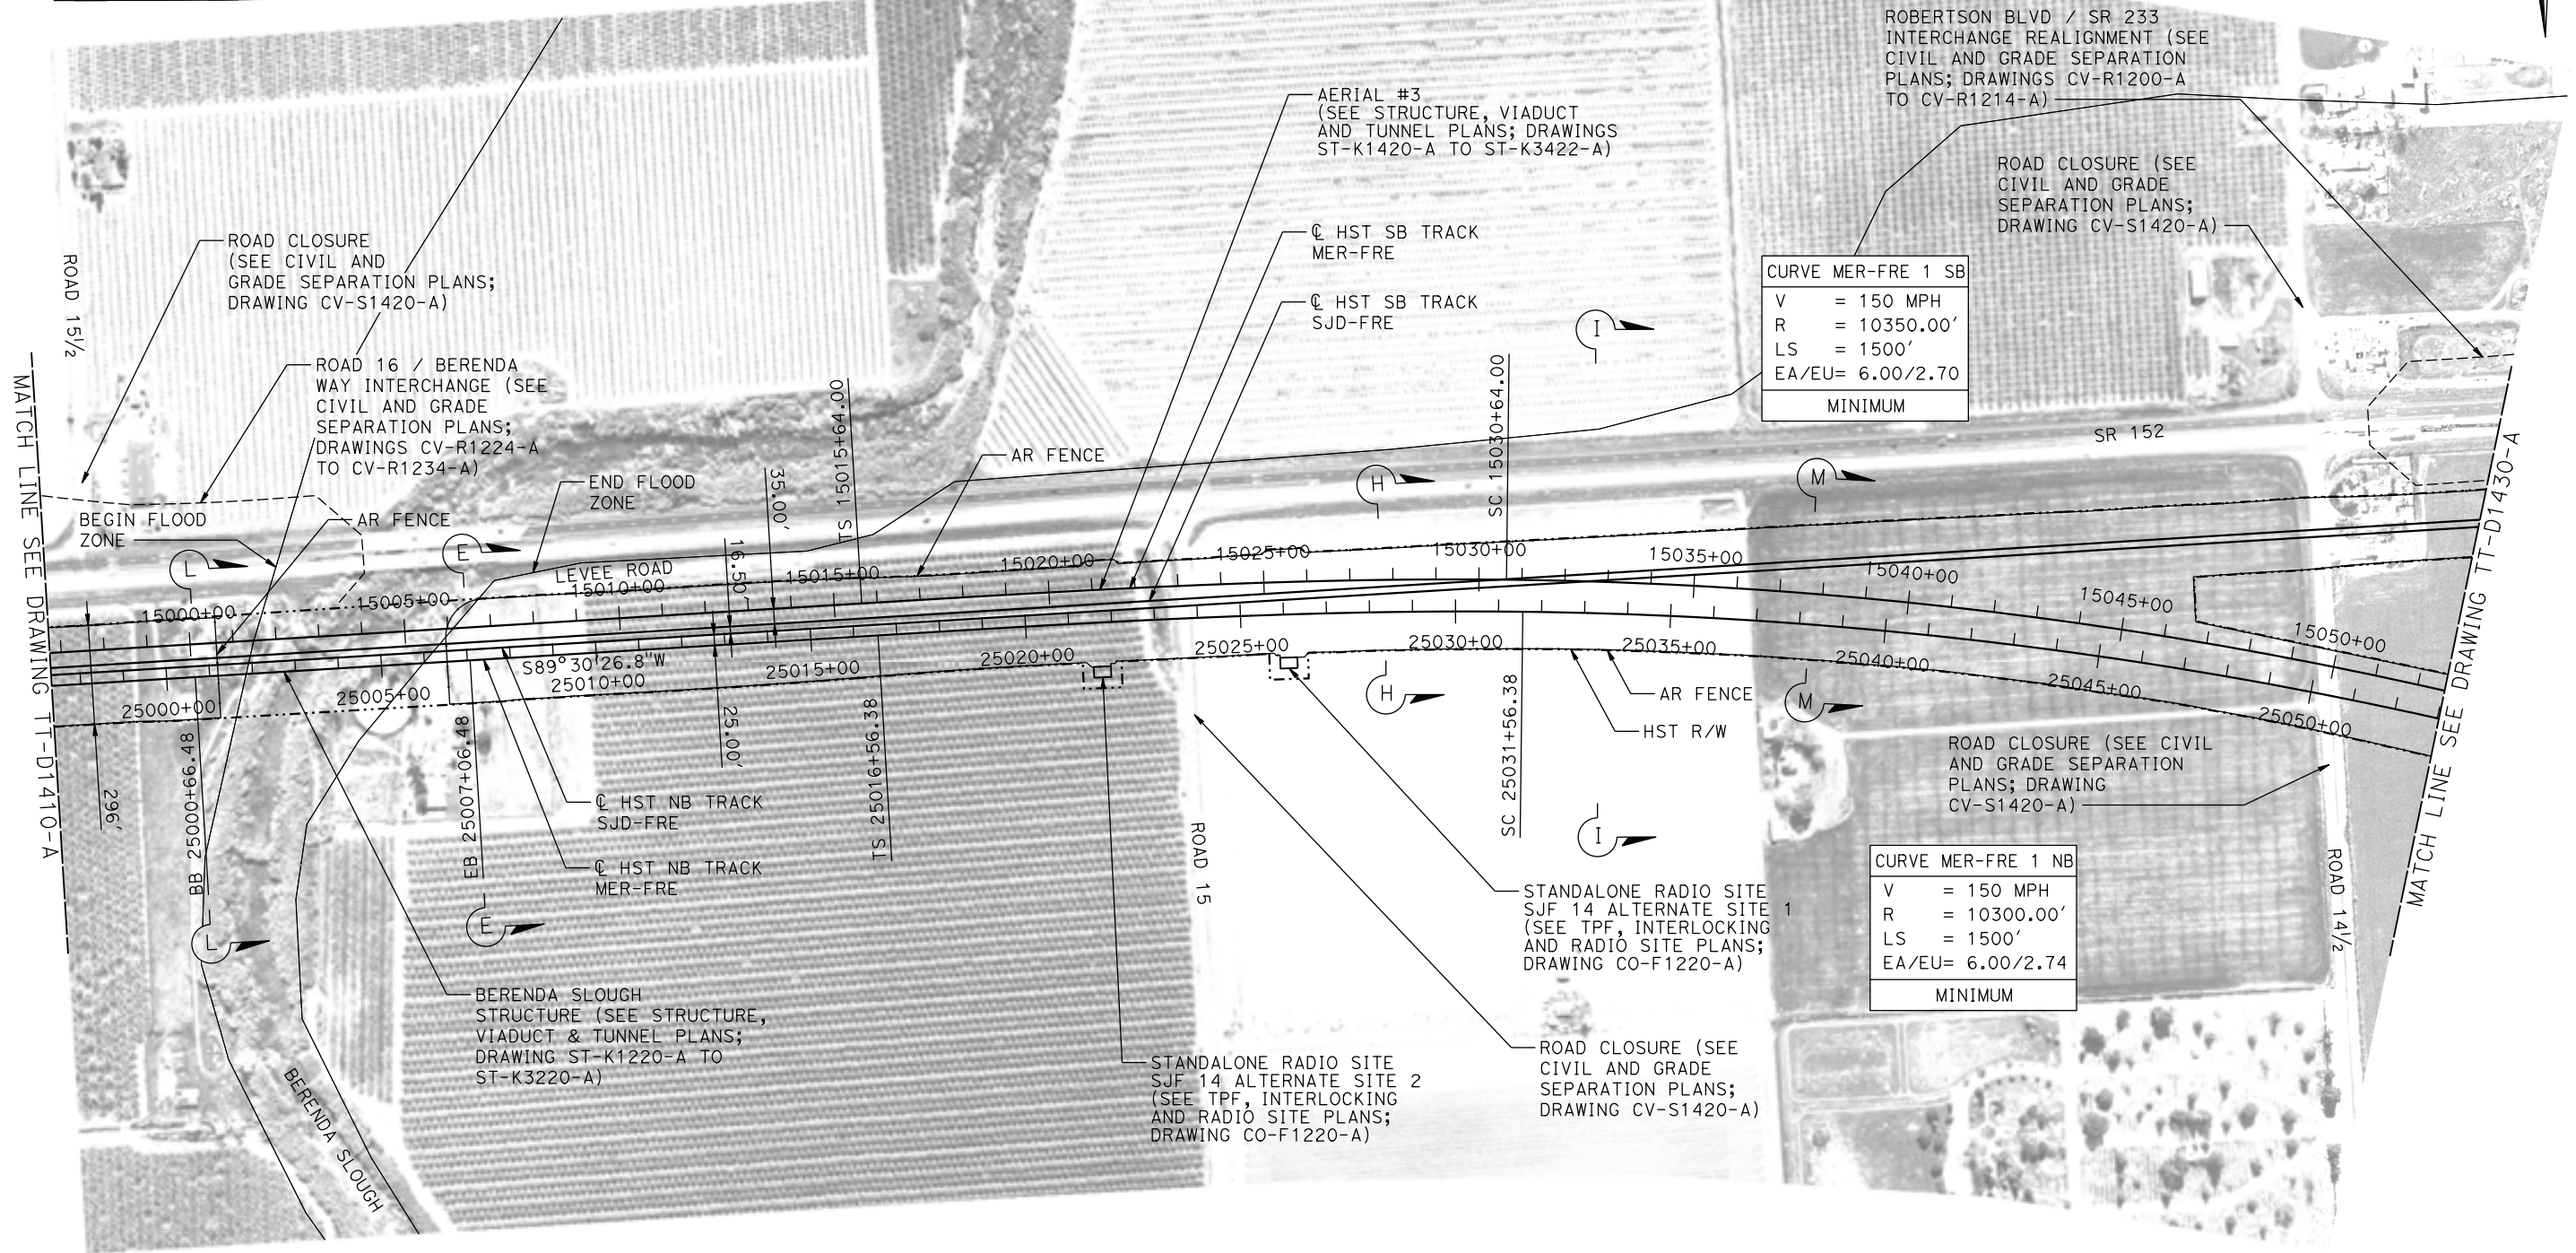 ROBERTSON BLVD / SR 233
INTERCHANGE REALIGNMENT (SEE
CIVIL AND GRADE SEPARATION
PLANS; DRAWINGS CV-R1200-A
TO CV-R1214-A)
AERIAL #3
(SEE STRUCTURE, VIADUCT
AND TUNNEL PLANS; DRAWINGS
ST-K1420-A TO ST-K3422-A)
ROAD CLOSURE (SEE
CIVIL AND GRADE
SEPARATION PLANS;
DRAWING CV-S1420-A)
ROAD CLOSURE
(SEE CIVIL AND
GRADE SEPARATION PLANS;
DRAWING CV-S1420-A)
℄ HST SB TRACK
MER-FRE
℄ HST SB TRACK
SJD-FRE
ROAD 15½
I
CURVE MER-FRE 1 SB
V = 150 MPH
R = 10350.00'
LS = 1500'
EA/EU= 6.00/2.70
MINIMUM
ROAD 16 / BERENDA
WAY INTERCHANGE (SEE
CIVIL AND GRADE
SEPARATION PLANS;
DRAWINGS CV-R1224-A
TO CV-R1234-A)
MATCH LINE SEE DRAWING TT-D1410-A
TS 15015+64.00
SC 15030+64.00
SR 152
AR FENCE
END FLOOD
ZONE
35.00'
H
M
BEGIN FLOOD
ZONE
AR FENCE
L
E
16.50'
LEVEE ROAD
15000+00
15005+00
15010+00
15015+00
15020+00
15025+00
15030+00
15035+00
15040+00
15045+00
15050+00
MATCH LINE SEE DRAWING TT-D1430-A
S89°30'26.8"W
25000+00
25005+00
25010+00
25015+00
25020+00
25025+00
25030+00
25035+00
25040+00
25045+00
25050+00
296'
BB 25000+66.48
EB 25007+06.48
25.00'
TS 25016+56.38
SC 25031+56.38
H
M
AR FENCE
HST R/W
ROAD CLOSURE (SEE CIVIL
AND GRADE SEPARATION
PLANS; DRAWING
CV-S1420-A)
℄ HST NB TRACK
SJD-FRE
℄ HST NB TRACK
MER-FRE
I
ROAD 15
ROAD 14½
CURVE MER-FRE 1 NB
V = 150 MPH
R = 10300.00'
LS = 1500'
EA/EU= 6.00/2.74
MINIMUM
E
L
STANDALONE RADIO SITE
SJF 14 ALTERNATE SITE 1
(SEE TPF, INTERLOCKING
AND RADIO SITE PLANS;
DRAWING CO-F1220-A)
BERENDA SLOUGH
STRUCTURE (SEE STRUCTURE,
VIADUCT & TUNNEL PLANS;
DRAWING ST-K1220-A TO
ST-K3220-A)
STANDALONE RADIO SITE
SJF 14 ALTERNATE SITE 2
(SEE TPF, INTERLOCKING
AND RADIO SITE PLANS;
DRAWING CO-F1220-A)
ROAD CLOSURE (SEE
CIVIL AND GRADE
SEPARATION PLANS;
DRAWING CV-S1420-A)
BERENDA SLOUGH